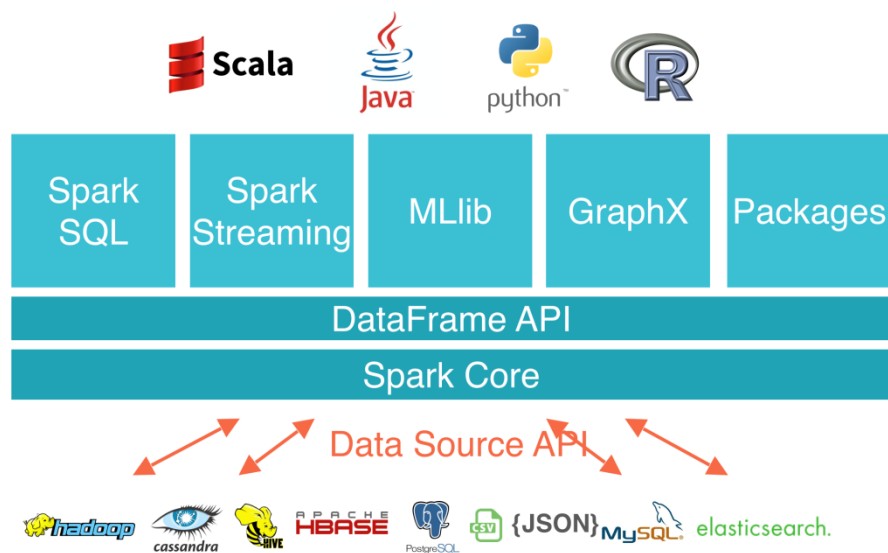 Scala
Java
python™
R
Spark
SQL
Spark
Streaming
MLlib
GraphX
Packages
DataFrame API
Spark Core
Data Source API
hadoop
cassandra
HIVE
APACHE
HBASE
PostgreSQL
CSV
{JSON}
MySQL.
elasticsearch.